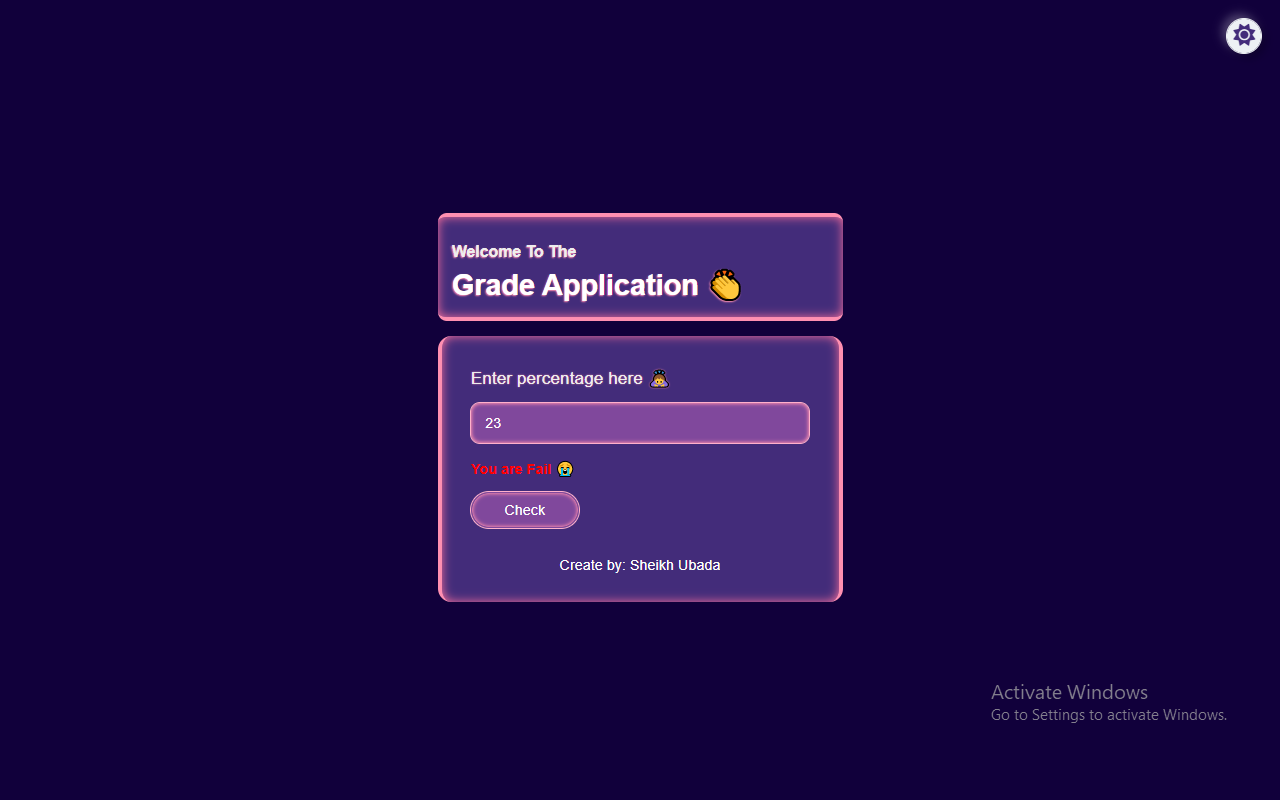 Welcome To The
Grade Application 👏
Enter percentage here 🙇
23
You are Fail 😭
Check
Create by: Sheikh Ubada
Activate Windows
Go to Settings to activate Windows.